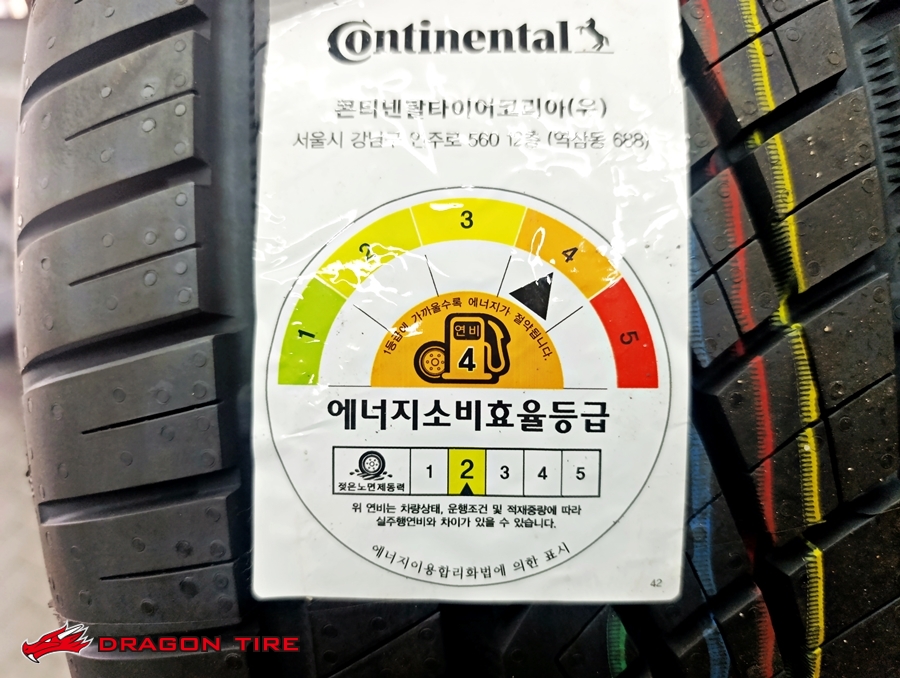 Continental
콘티넨탈타이어코리아(유)
서울시 강남구 언주로 560 12층 (역삼동 688)
1
2
3
4
5
1등급에 가까울수록 에너지가 절약됩니다.
연비
4
에너지소비효율등급
젖은노면제동력
1 2 3 4 5
위 연비는 차량상태, 운행조건 및 적재중량에 따라
실주행연비와 차이가 있을 수 있습니다.
에너지이용합리화법에 의한 표시
42
DRAGON TIRE